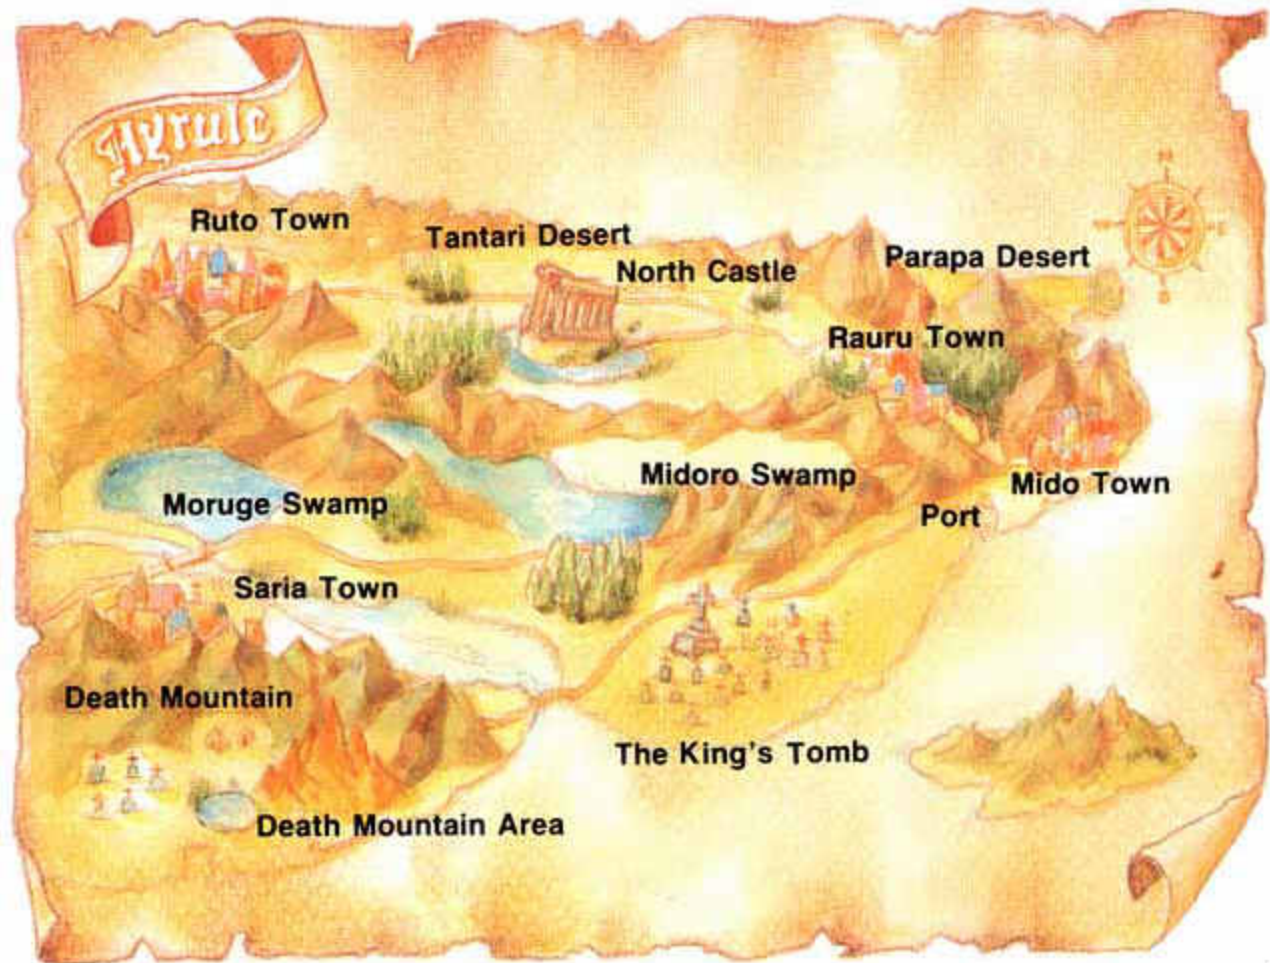 Hyrule
Ruto Town
Tantari Desert
North Castle
Parapa Desert
Rauru Town
Midoro Swamp
Mido Town
Moruge Swamp
Port
Saria Town
Death Mountain
The King's Tomb
Death Mountain Area
N
W E
S